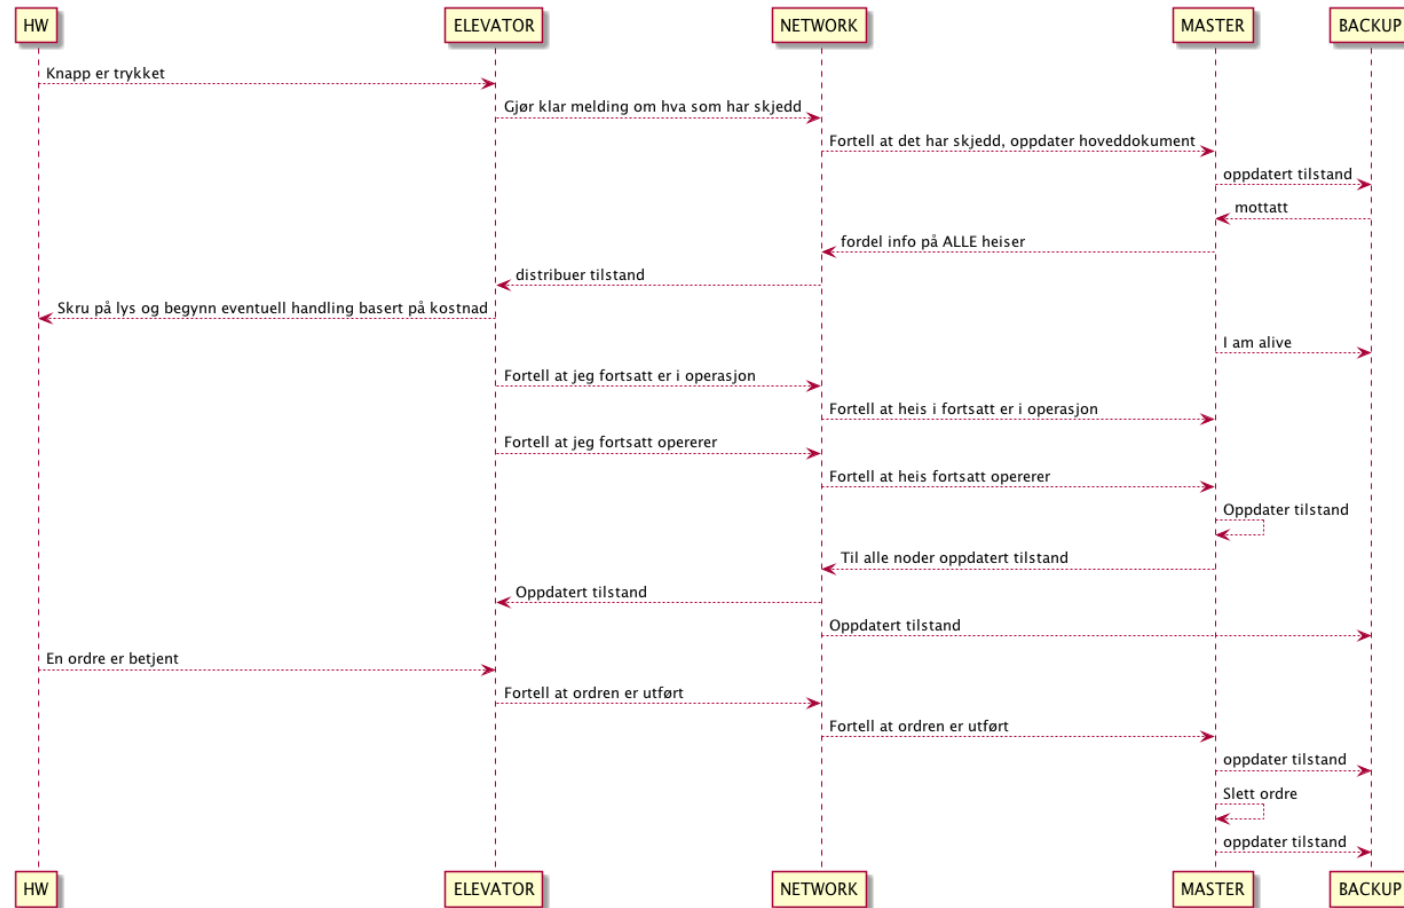 HW ELEVATOR NETWORK MASTER BACKUP
Knapp er trykket
Gjør klar melding om hva som har skjedd
Fortell at det har skjedd, oppdater hoveddokument
oppdatert tilstand
mottatt
fordel info på ALLE heiser
distribuer tilstand
Skru på lys og begynn eventuell handling basert på kostnad
I am alive
Fortell at jeg fortsatt er i operasjon
Fortell at heis i fortsatt er i operasjon
Fortell at jeg fortsatt opererer
Fortell at heis fortsatt opererer
Oppdater tilstand
Til alle noder oppdatert tilstand
Oppdatert tilstand
Oppdatert tilstand
En ordre er betjent
Fortell at ordren er utført
Fortell at ordren er utført
oppdater tilstand
Slett ordre
oppdater tilstand
HW ELEVATOR NETWORK MASTER BACKUP